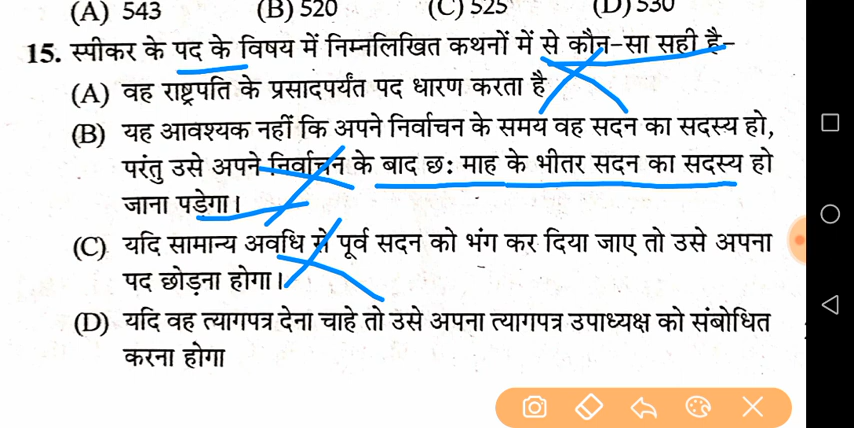 (A) 543 (B) 520 (C) 525 (D) 530
15. स्पीकर के पद के विषय में निम्नलिखित कथनों में से कौन-सा सही है-
(A) वह राष्ट्रपति के प्रसादपर्यंत पद धारण करता है
(B) यह आवश्यक नहीं कि अपने निर्वाचन के समय वह सदन का सदस्य हो,
परंतु उसे अपने निर्वाचन के बाद छः माह के भीतर सदन का सदस्य हो
जाना पड़ेगा।
(C) यदि सामान्य अवधि से पूर्व सदन को भंग कर दिया जाए तो उसे अपना
पद छोड़ना होगा।
(D) यदि वह त्यागपत्र देना चाहे तो उसे अपना त्यागपत्र उपाध्यक्ष को संबोधित
करना होगा